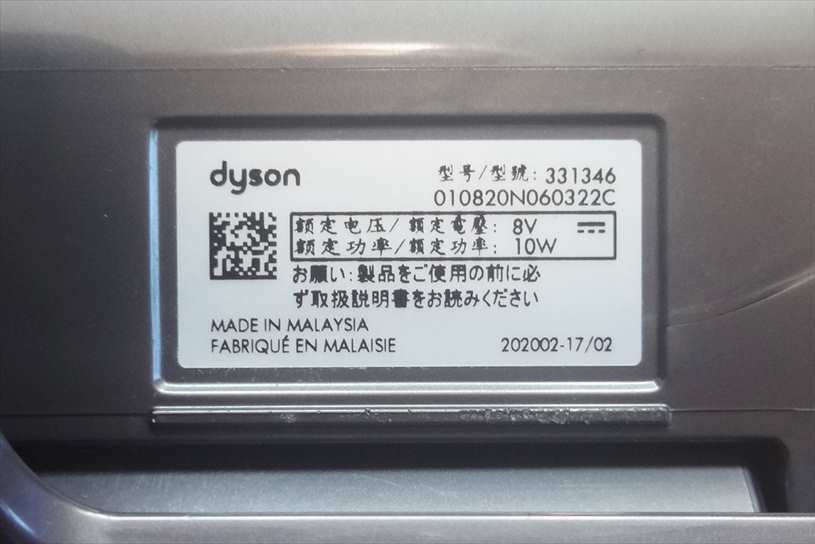 dyson
型号/型號: 331346
010820N060322C
额定电压/額定電壓: 8V
额定功率/額定功率: 10W
お願い:製品をご使用の前に必
ず取扱説明書をお読みください
MADE IN MALAYSIA
FABRIQUÉ EN MALAISIE
202002-17/02